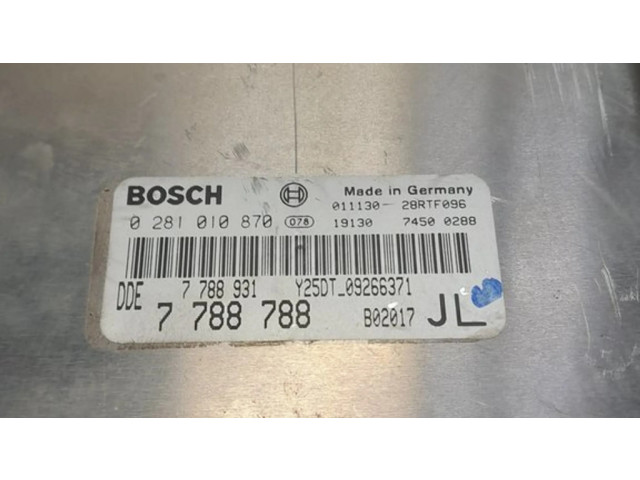 BOSCH Made in Germany
0 281 010 870 078 011130- 28RTF096
19130 7450 0288
DDE 7 788 931 Y25DT_09266371
7 788 788 B02017 JL